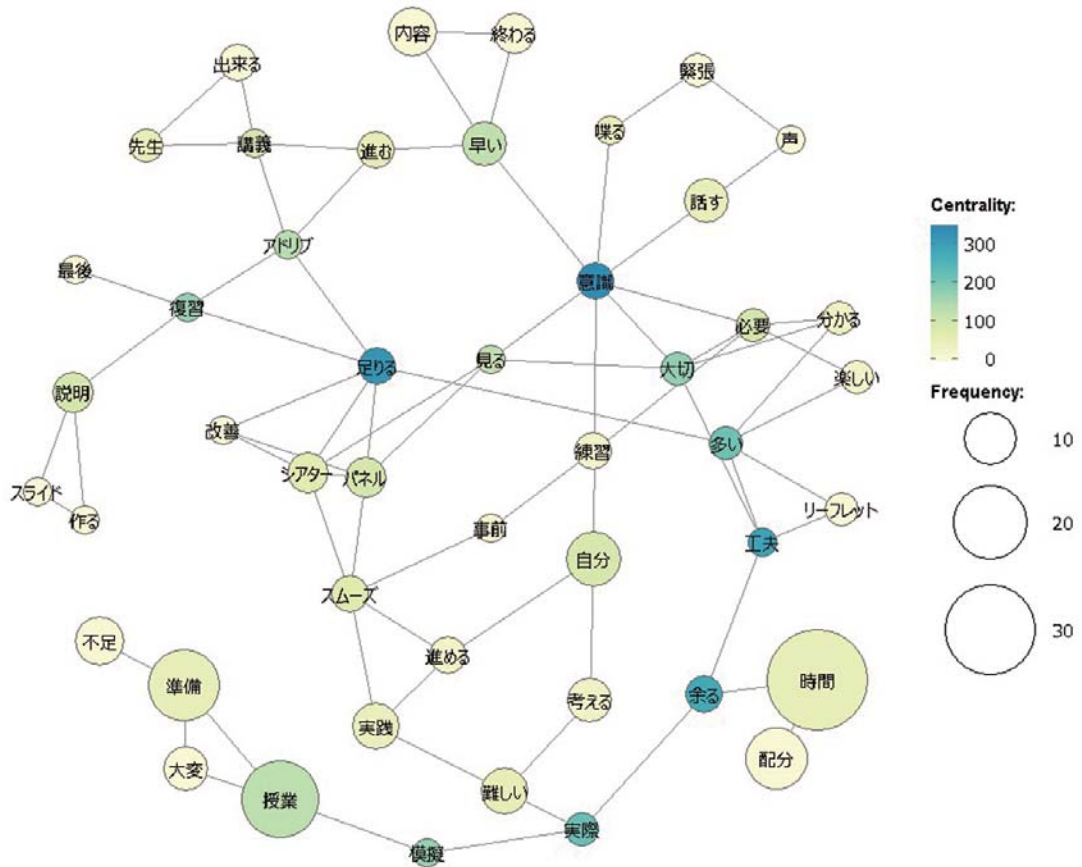 内容
終わる
出来る
緊張
喋る
先生
講義
進む
早い
声
話す
アドリブ
最後
意識
復習
必要
分かる
見る
足りる
大切
楽しい
説明
改善
多い
練習
シアター
パネル
スライド
作る
リーフレット
事前
工夫
自分
スムーズ
不足
進める
準備
時間
余る
考える
実践
配分
大変
難しい
授業
実際
模擬
Centrality:
300
200
100
0
Frequency:
10
20
30